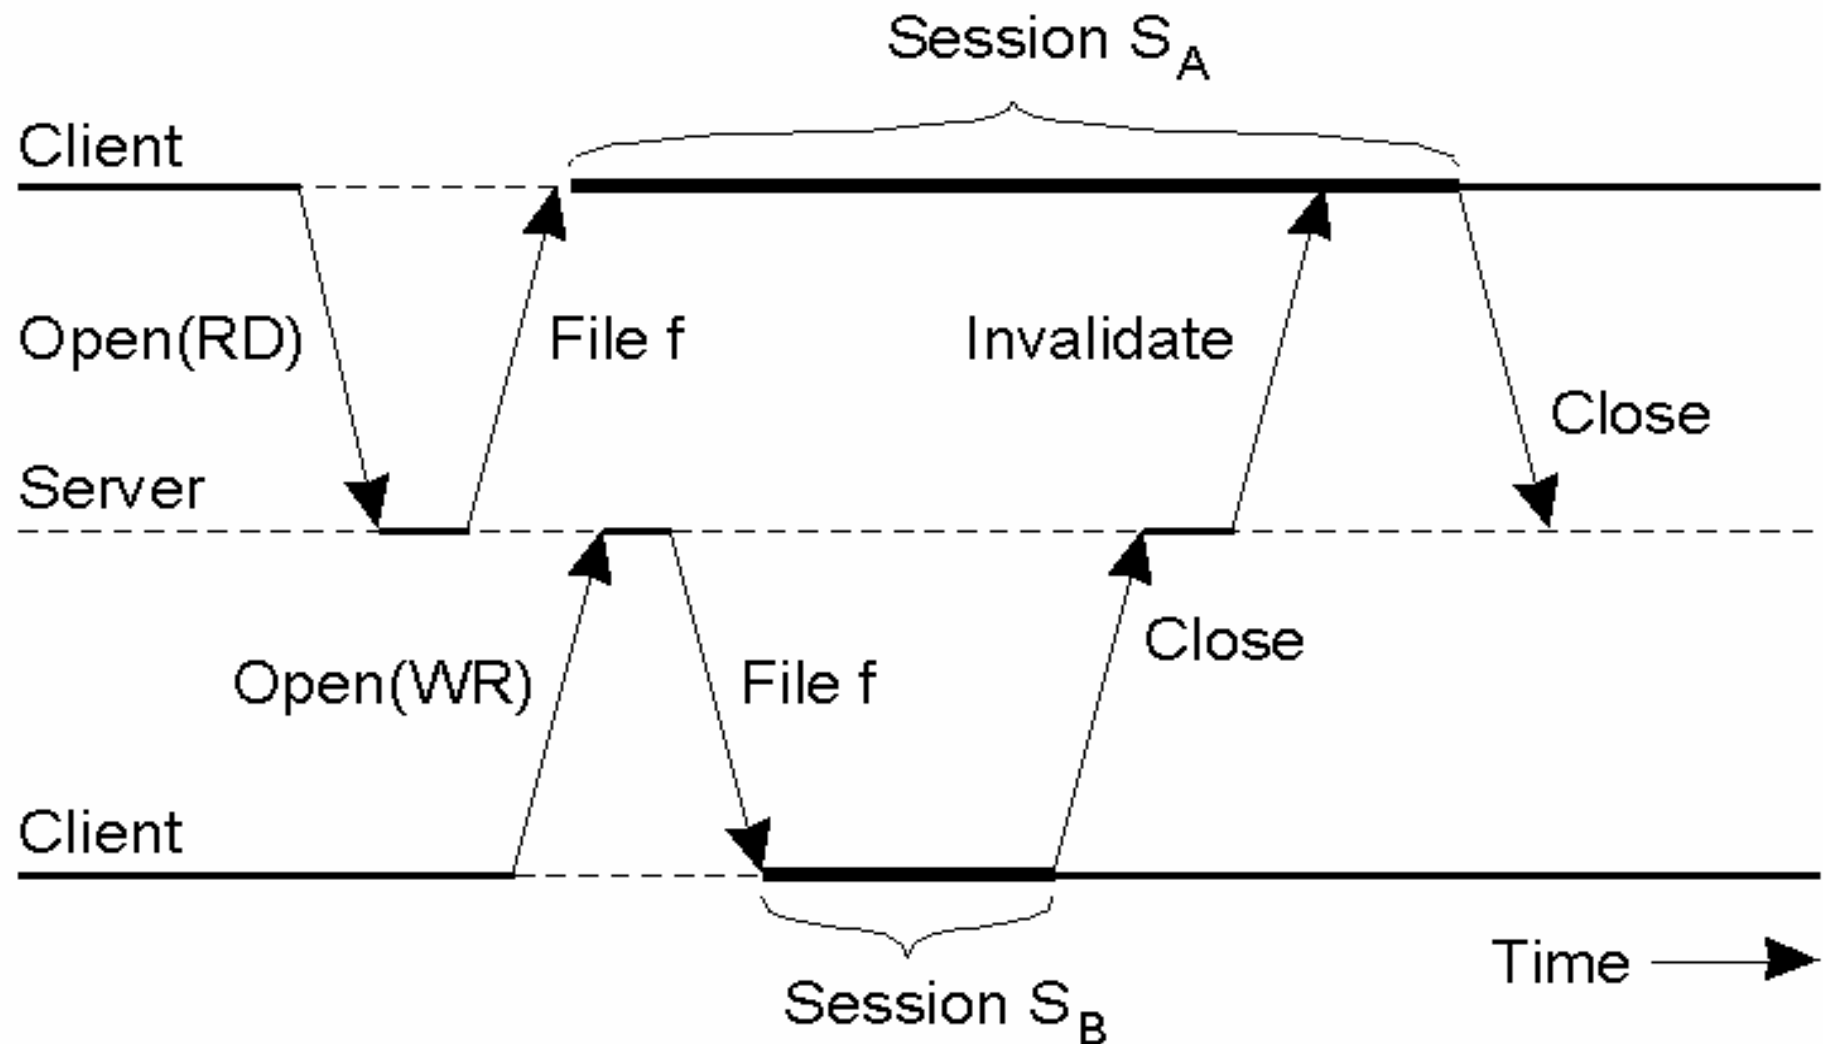 Session S_A
Client
Open(RD)
File f
Invalidate
Close
Server
Open(WR)
File f
Close
Client
Time
Session S_B